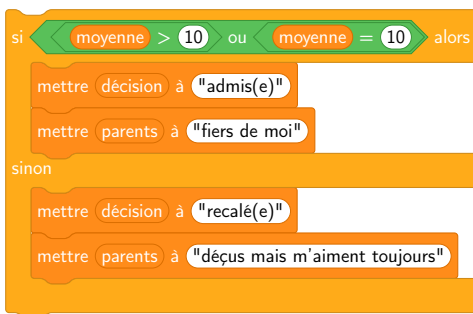 si moyenne > 10 ou moyenne = 10 alors
mettre décision à "admis(e)"
mettre parents à "fiers de moi"
sinon
mettre décision à "recalé(e)"
mettre parents à "déçus mais m'aiment toujours"